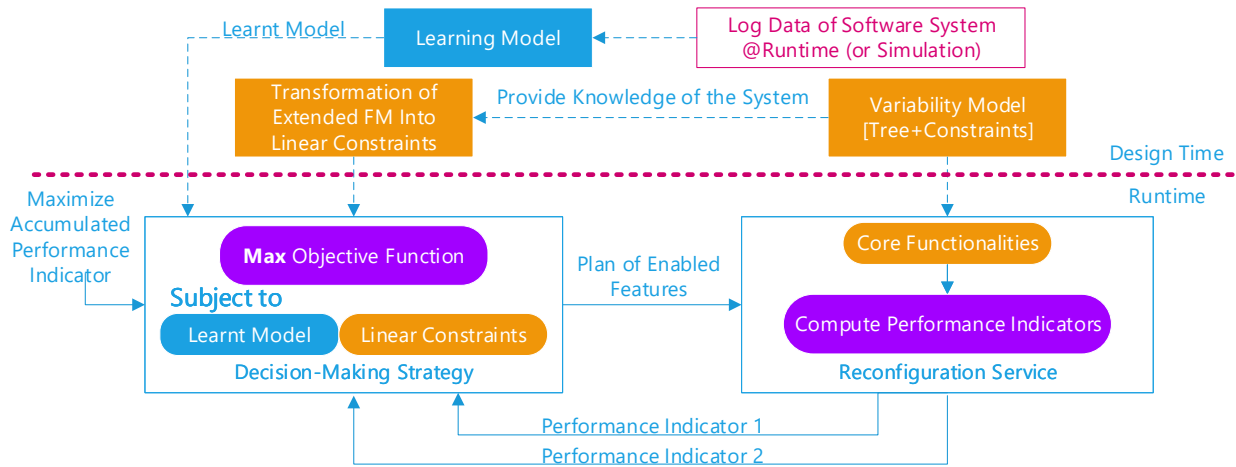 Learnt Model
Learning Model
Log Data of Software System
@Runtime (or Simulation)
Transformation of
Extended FM Into
Linear Constraints
Provide Knowledge of the System
Variability Model
[Tree+Constraints]
Design Time
Runtime
Maximize
Accumulated
Performance
Indicator
Max Objective Function
Subject to
Learnt Model
Linear Constraints
Decision-Making Strategy
Plan of Enabled
Features
Core Functionalities
Compute Performance Indicators
Reconfiguration Service
Performance Indicator 1
Performance Indicator 2